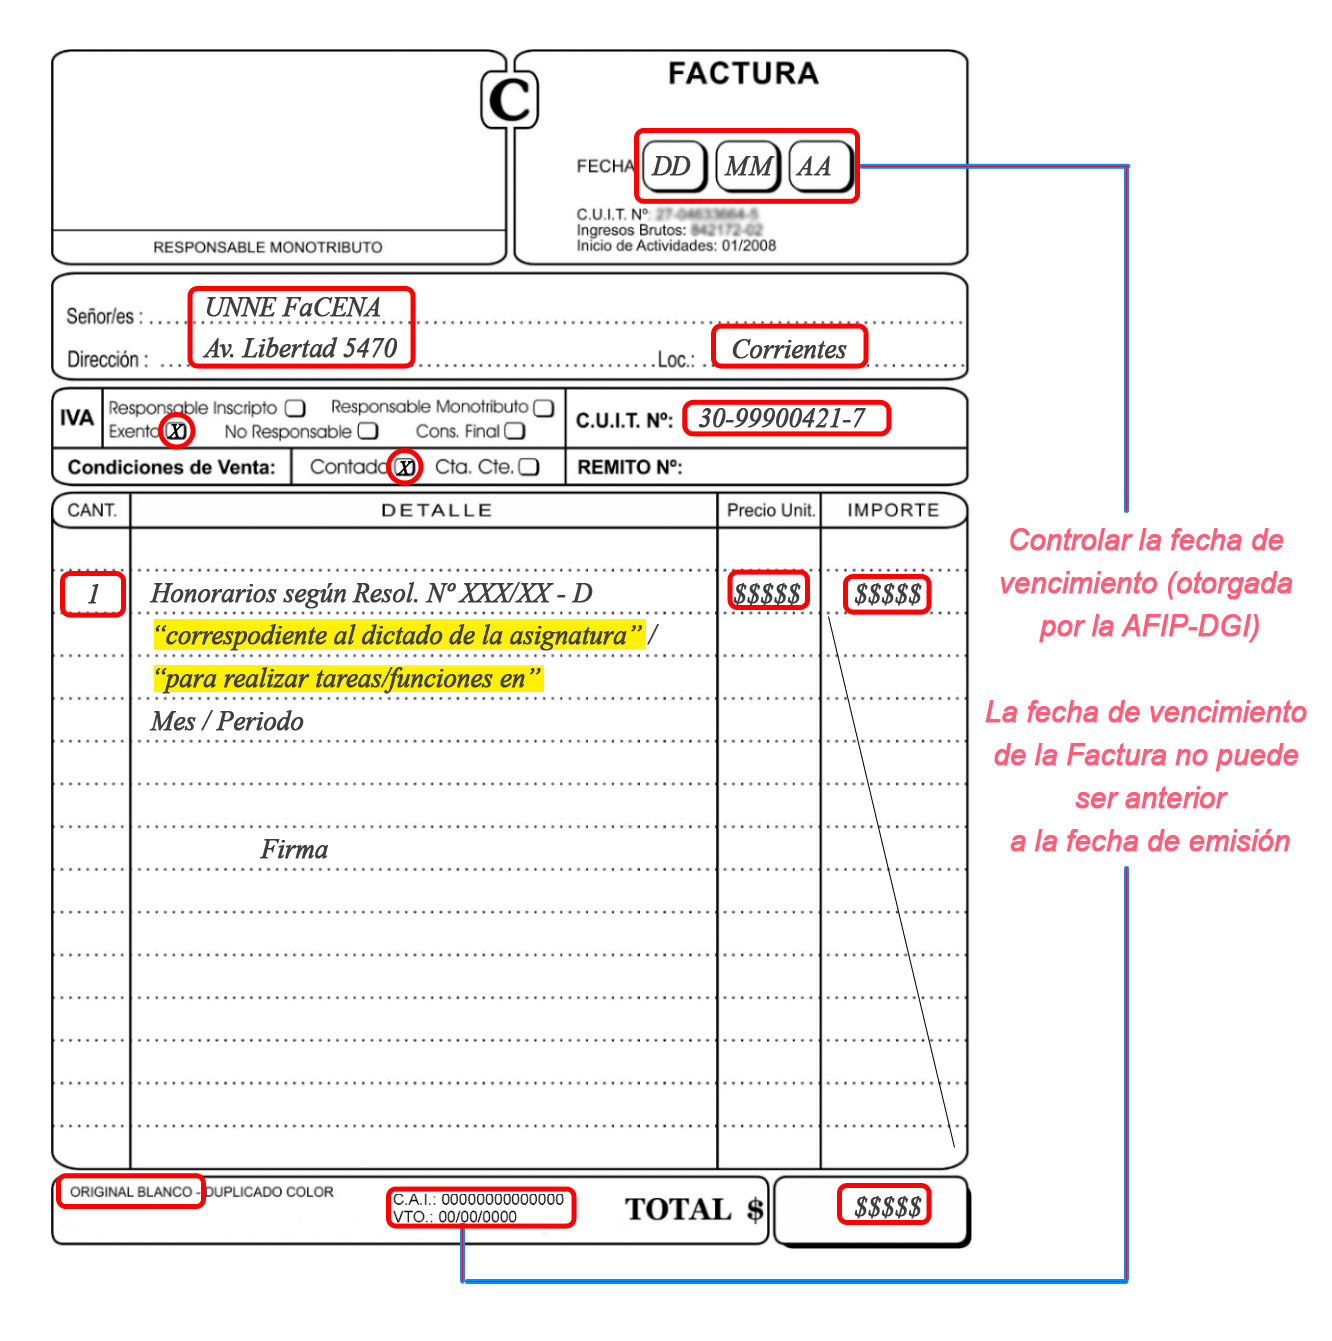 C
FACTURA
FECHA DD MM AA
C.U.I.T. Nº:
Ingresos Brutos:
Inicio de Actividades: 01/2008
RESPONSABLE MONOTRIBUTO
Señor/es : UNNE FaCENA
Dirección : Av. Libertad 5470 Loc.: Corrientes
IVA Responsable Inscripto Responsable Monotributo
Exento X No Responsable Cons. Final
C.U.I.T. Nº: 30-99900421-7
Condiciones de Venta: Contado X Cta. Cte. REMITO Nº:
CANT. DETALLE Precio Unit. IMPORTE
1 Honorarios según Resol. Nº XXX/XX - D $$$$$ $$$$$
“correspodiente al dictado de la asignatura” /
“para realizar tareas/funciones en”
Mes / Periodo
Firma
ORIGINAL BLANCO - DUPLICADO COLOR
C.A.I.: 00000000000000
VTO.: 00/00/0000
TOTAL $ $$$$$
Controlar la fecha de
vencimiento (otorgada
por la AFIP-DGI)
La fecha de vencimiento
de la Factura no puede
ser anterior
a la fecha de emisión